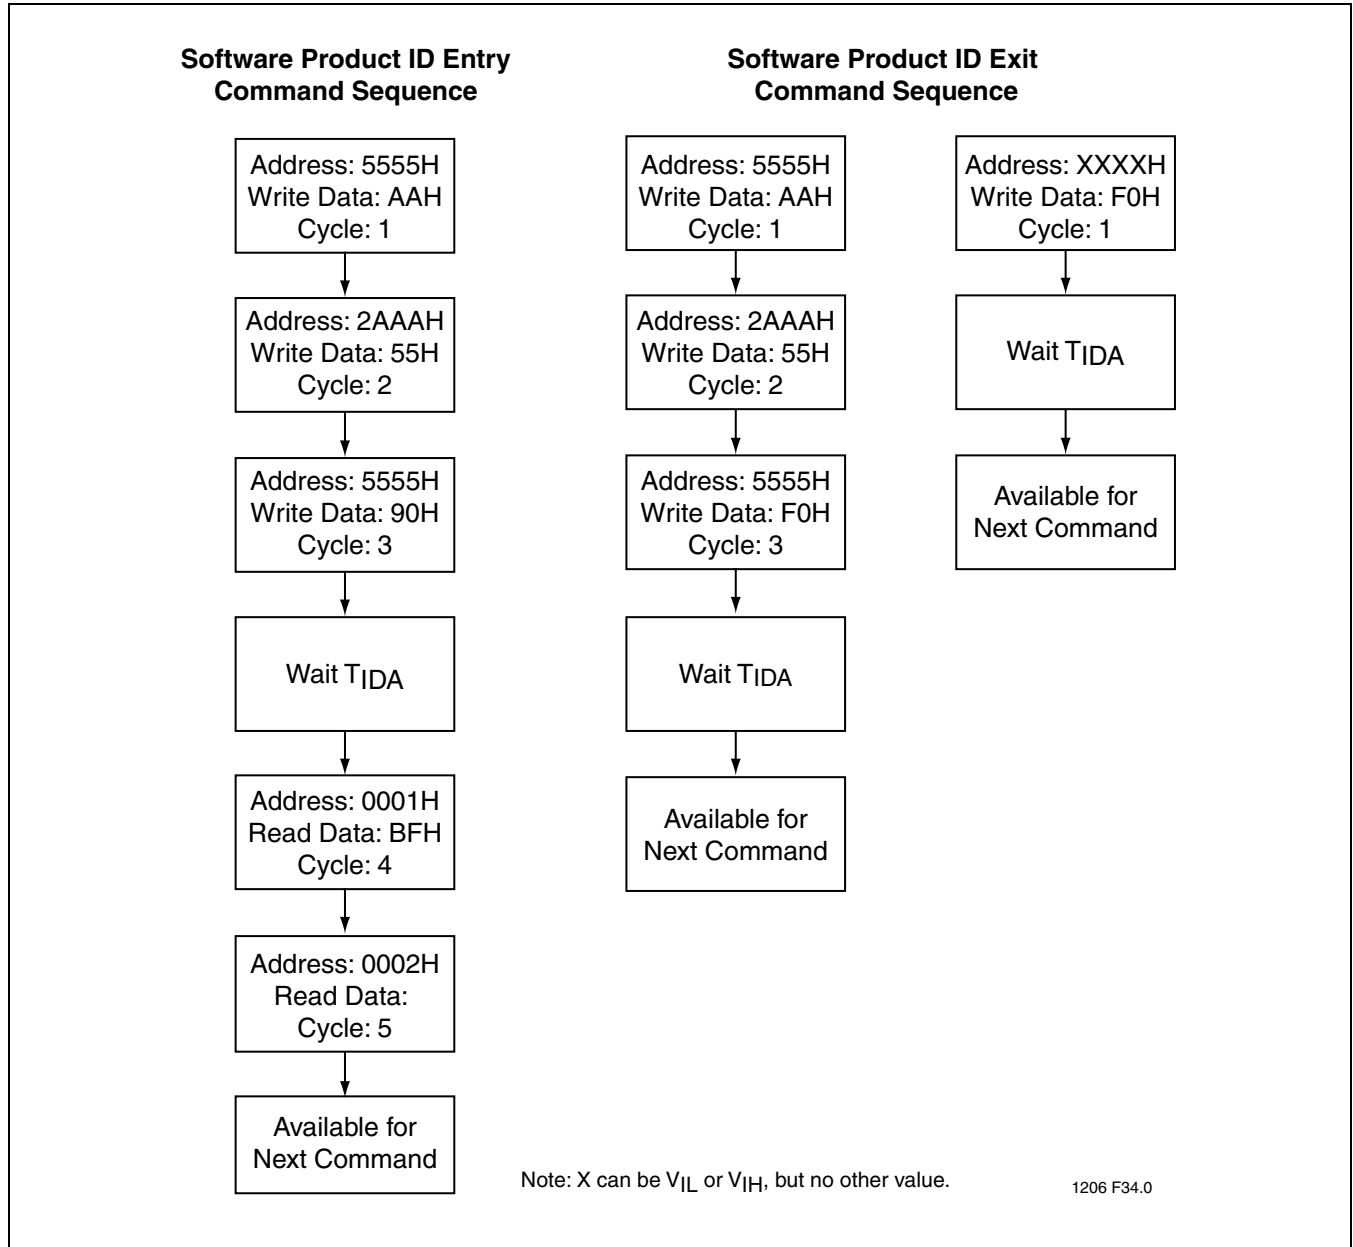 Software Product ID Entry
Command Sequence
Address: 5555H
Write Data: AAH
Cycle: 1
Address: 2AAAH
Write Data: 55H
Cycle: 2
Address: 5555H
Write Data: 90H
Cycle: 3
Wait TIDA
Address: 0001H
Read Data: BFH
Cycle: 4
Address: 0002H
Read Data:
Cycle: 5
Available for
Next Command
Software Product ID Exit
Command Sequence
Address: 5555H
Write Data: AAH
Cycle: 1
Address: 2AAAH
Write Data: 55H
Cycle: 2
Address: 5555H
Write Data: F0H
Cycle: 3
Wait TIDA
Available for
Next Command
Address: XXXXH
Write Data: F0H
Cycle: 1
Wait TIDA
Available for
Next Command
Note: X can be VIL or VIH, but no other value.
1206 F34.0